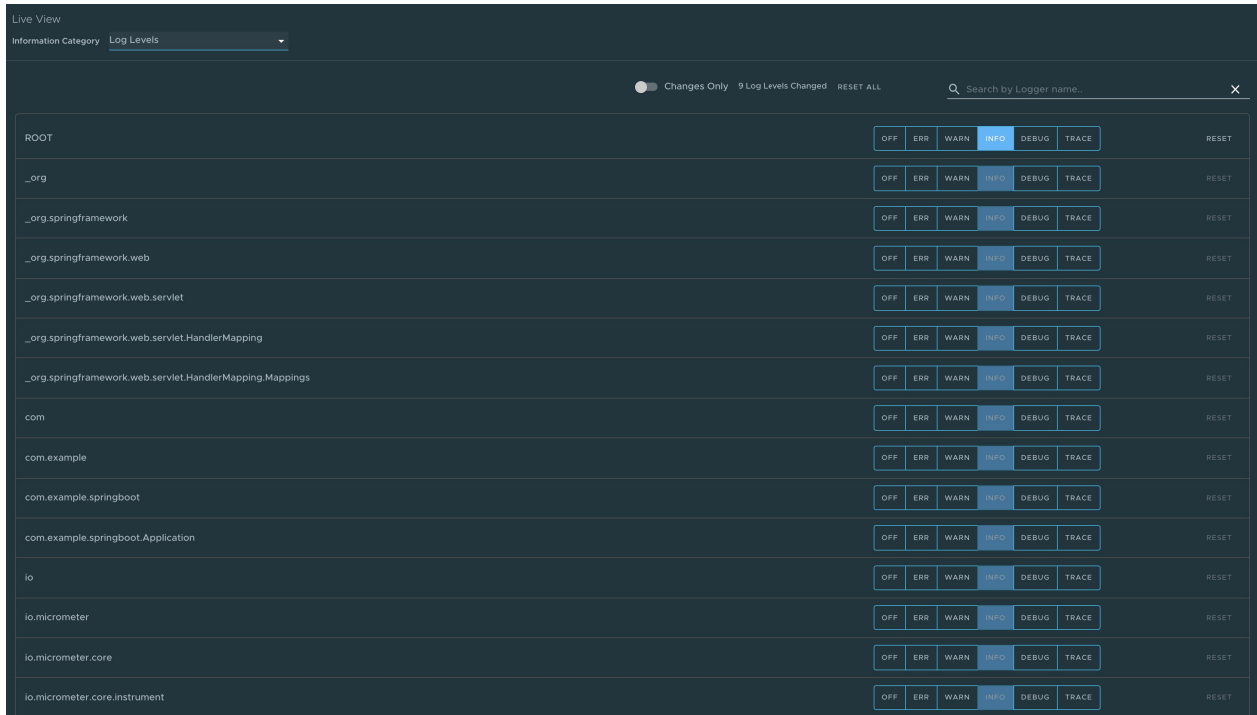 Live View
Information Category Log Levels
Changes Only 9 Log Levels Changed RESET ALL Search by Logger name..
ROOT OFF ERR WARN INFO DEBUG TRACE RESET
_org OFF ERR WARN INFO DEBUG TRACE RESET
_org.springframework OFF ERR WARN INFO DEBUG TRACE RESET
_org.springframework.web OFF ERR WARN INFO DEBUG TRACE RESET
_org.springframework.web.servlet OFF ERR WARN INFO DEBUG TRACE RESET
_org.springframework.web.servlet.HandlerMapping OFF ERR WARN INFO DEBUG TRACE RESET
_org.springframework.web.servlet.HandlerMapping.Mappings OFF ERR WARN INFO DEBUG TRACE RESET
com OFF ERR WARN INFO DEBUG TRACE RESET
com.example OFF ERR WARN INFO DEBUG TRACE RESET
com.example.springboot OFF ERR WARN INFO DEBUG TRACE RESET
com.example.springboot.Application OFF ERR WARN INFO DEBUG TRACE RESET
io OFF ERR WARN INFO DEBUG TRACE RESET
io.micrometer OFF ERR WARN INFO DEBUG TRACE RESET
io.micrometer.core OFF ERR WARN INFO DEBUG TRACE RESET
io.micrometer.core.instrument OFF ERR WARN INFO DEBUG TRACE RESET